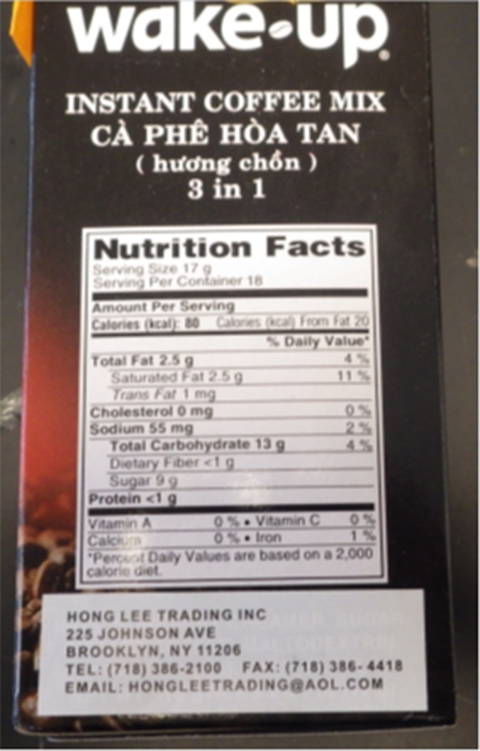 wake-up®
INSTANT COFFEE MIX
CÀ PHÊ HÒA TAN
( hương chồn )
3 in 1
Nutrition Facts
Serving Size 17 g
Serving Per Container 18
Amount Per Serving
Calories (kcal): 80 Calories (kcal) From Fat 20
% Daily Value*
Total Fat 2.5 g 4 %
Saturated Fat 2.5 g 11 %
Trans Fat 1 mg
Cholesterol 0 mg 0 %
Sodium 55 mg 2 %
Total Carbohydrate 13 g 4 %
Dietary Fiber <1 g
Sugar 9 g
Protein <1 g
Vitamin A 0 % • Vitamin C 0 %
Calcium 0 % • Iron 1 %
*Percent Daily Values are based on a 2,000
calorie diet.
HONG LEE TRADING INC
225 JOHNSON AVE
BROOKLYN, NY 11206
TEL: (718) 386-2100 FAX: (718) 386-4418
EMAIL: HONGLEETRADING@AOL.COM